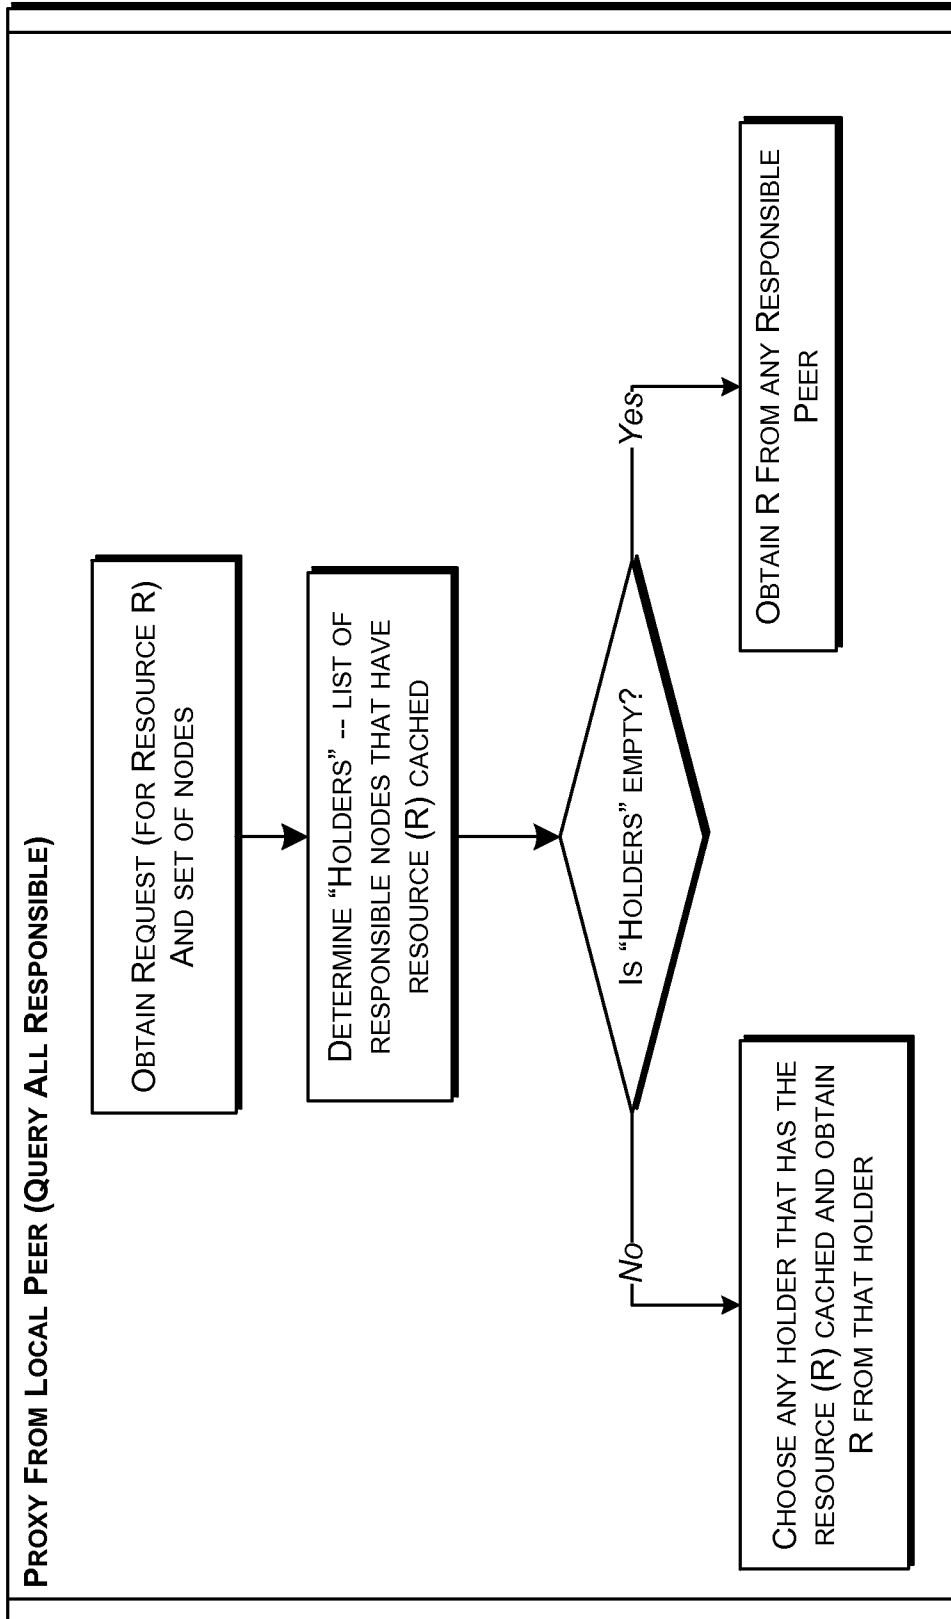 PROXY FROM LOCAL PEER (QUERY ALL RESPONSIBLE)
OBTAIN REQUEST (FOR RESOURCE R)
AND SET OF NODES
DETERMINE “HOLDERS” -- LIST OF
RESPONSIBLE NODES THAT HAVE
RESOURCE (R) CACHED
IS “HOLDERS” EMPTY?
No
Yes
CHOOSE ANY HOLDER THAT HAS THE
RESOURCE (R) CACHED AND OBTAIN
R FROM THAT HOLDER
OBTAIN R FROM ANY RESPONSIBLE
PEER